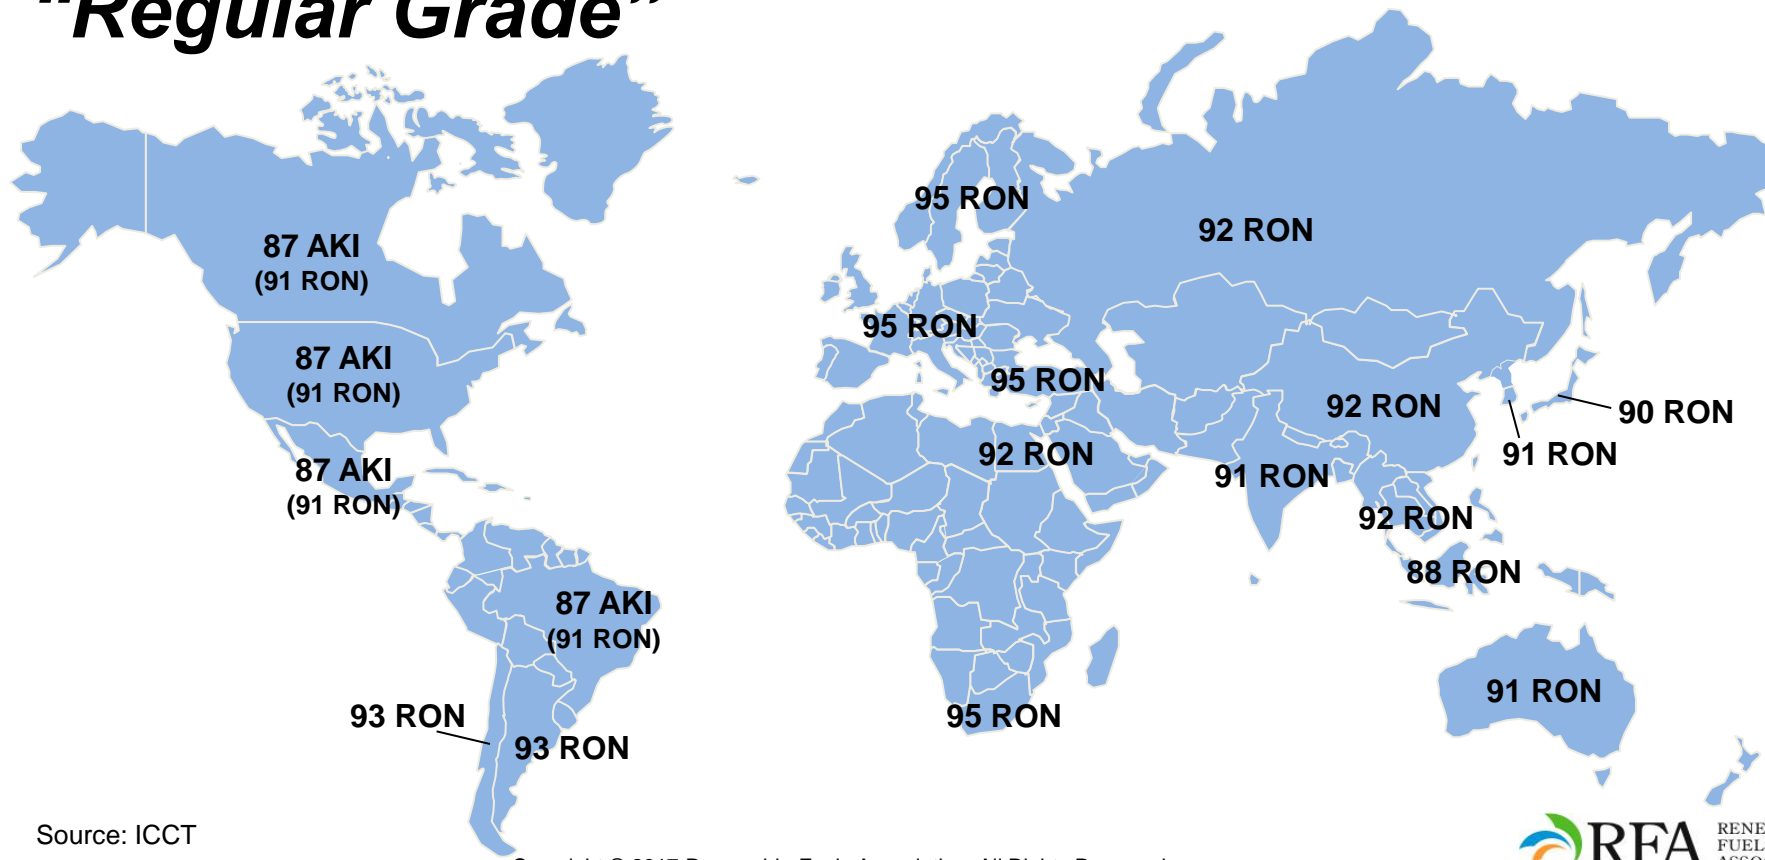 "Regular Grade"
95 RON
92 RON
87 AKI
(91 RON)
95 RON
87 AKI
(91 RON)
95 RON
92 RON
90 RON
92 RON
91 RON
87 AKI
(91 RON)
91 RON
92 RON
88 RON
87 AKI
(91 RON)
91 RON
93 RON
95 RON
93 RON
Source: ICCT
RFA